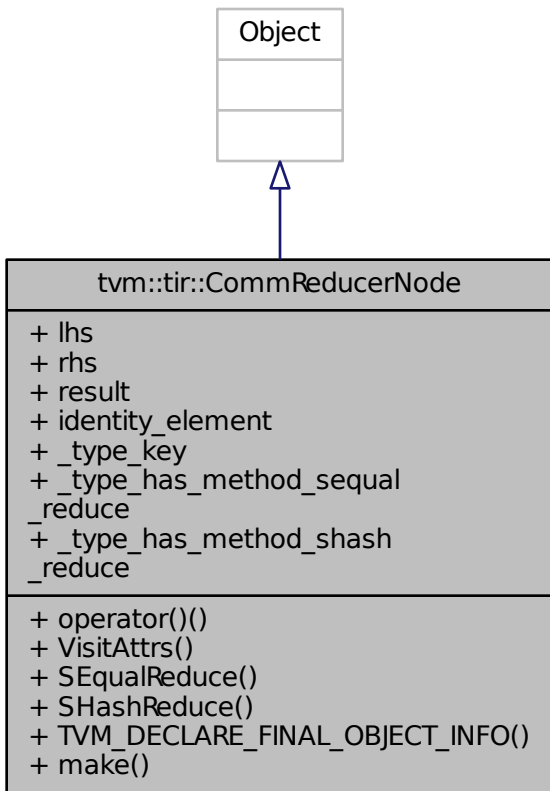 Object
tvm::tir::CommReducerNode
+ lhs
+ rhs
+ result
+ identity_element
+ _type_key
+ _type_has_method_sequal
_reduce
+ _type_has_method_shash
_reduce
+ operator()()
+ VisitAttrs()
+ SEqualReduce()
+ SHashReduce()
+ TVM_DECLARE_FINAL_OBJECT_INFO()
+ make()